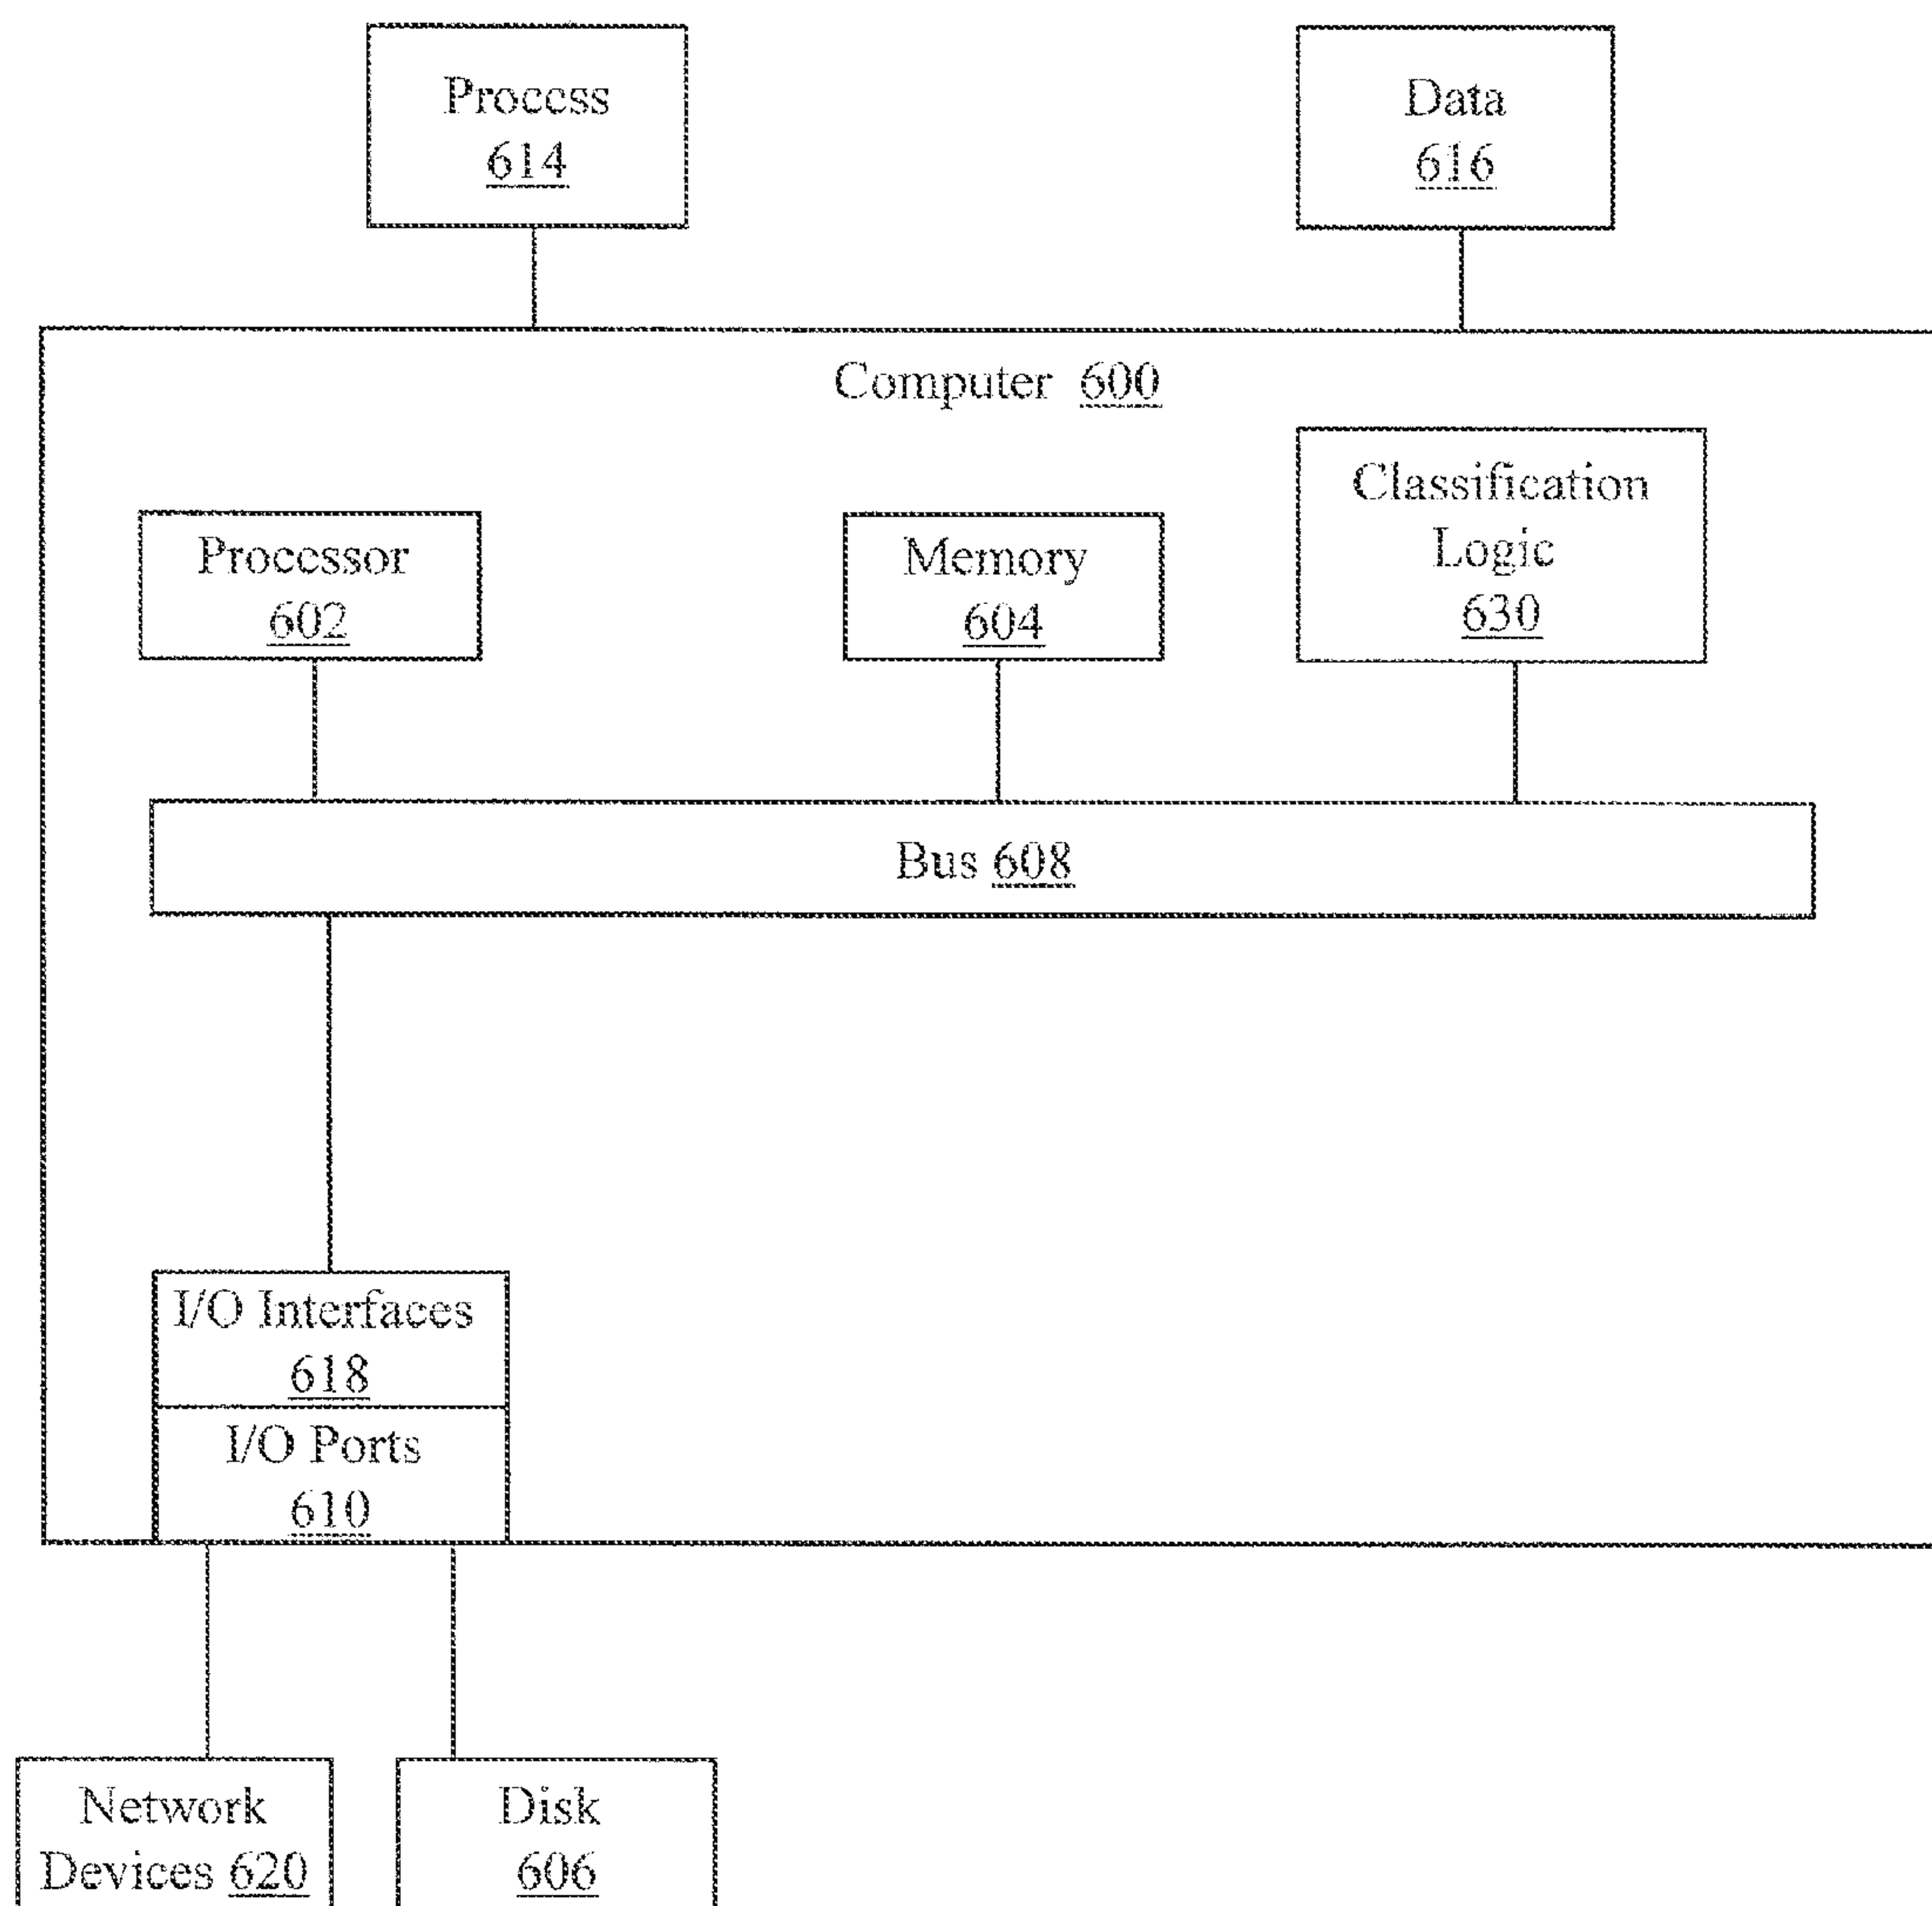 Process
614
Data
616
Computer 600
Processor
602
Memory
604
Classification
Logic
630
Bus 608
I/O Interfaces
618
I/O Ports
610
Network
Devices 620
Disk
606